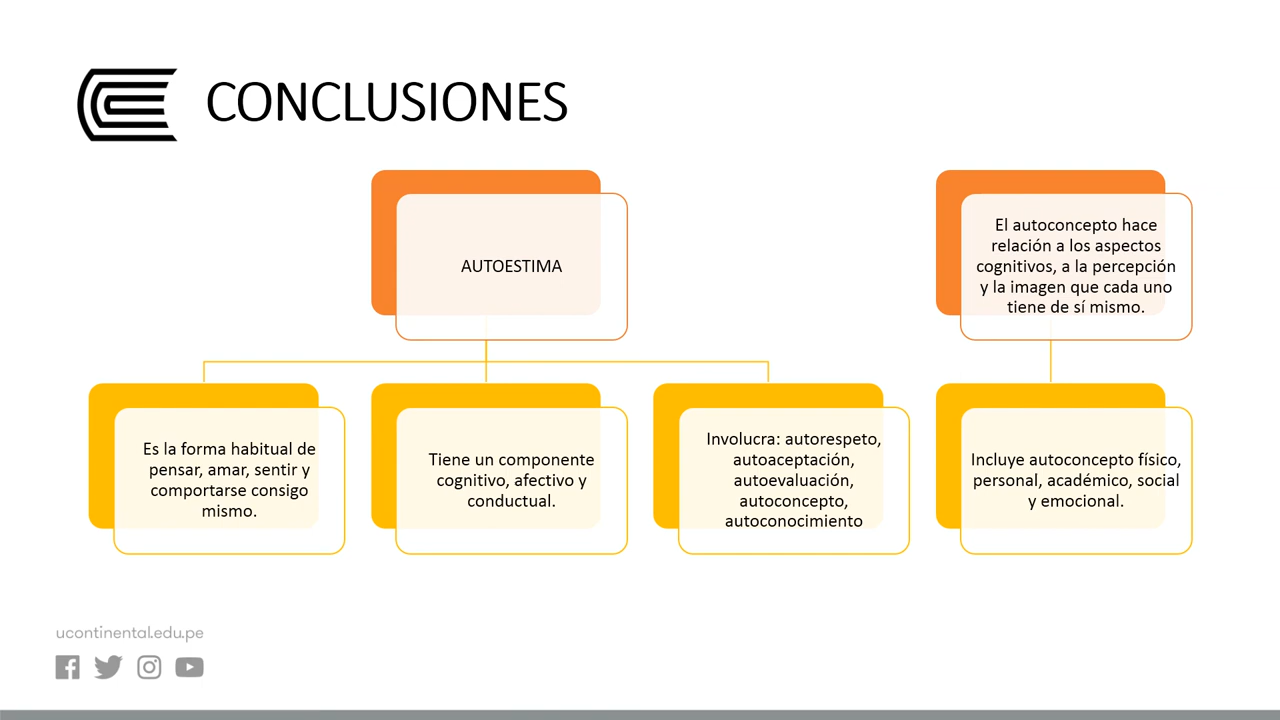 CONCLUSIONES
AUTOESTIMA
El autoconcepto hace
relación a los aspectos
cognitivos, a la percepción
y la imagen que cada uno
tiene de sí mismo.
Es la forma habitual de
pensar, amar, sentir y
comportarse consigo
mismo.
Tiene un componente
cognitivo, afectivo y
conductual.
Involucra: autorespeto,
autoaceptación,
autoevaluación,
autoconcepto,
autoconocimiento
Incluye autoconcepto físico,
personal, académico, social
y emocional.
ucontinental.edu.pe